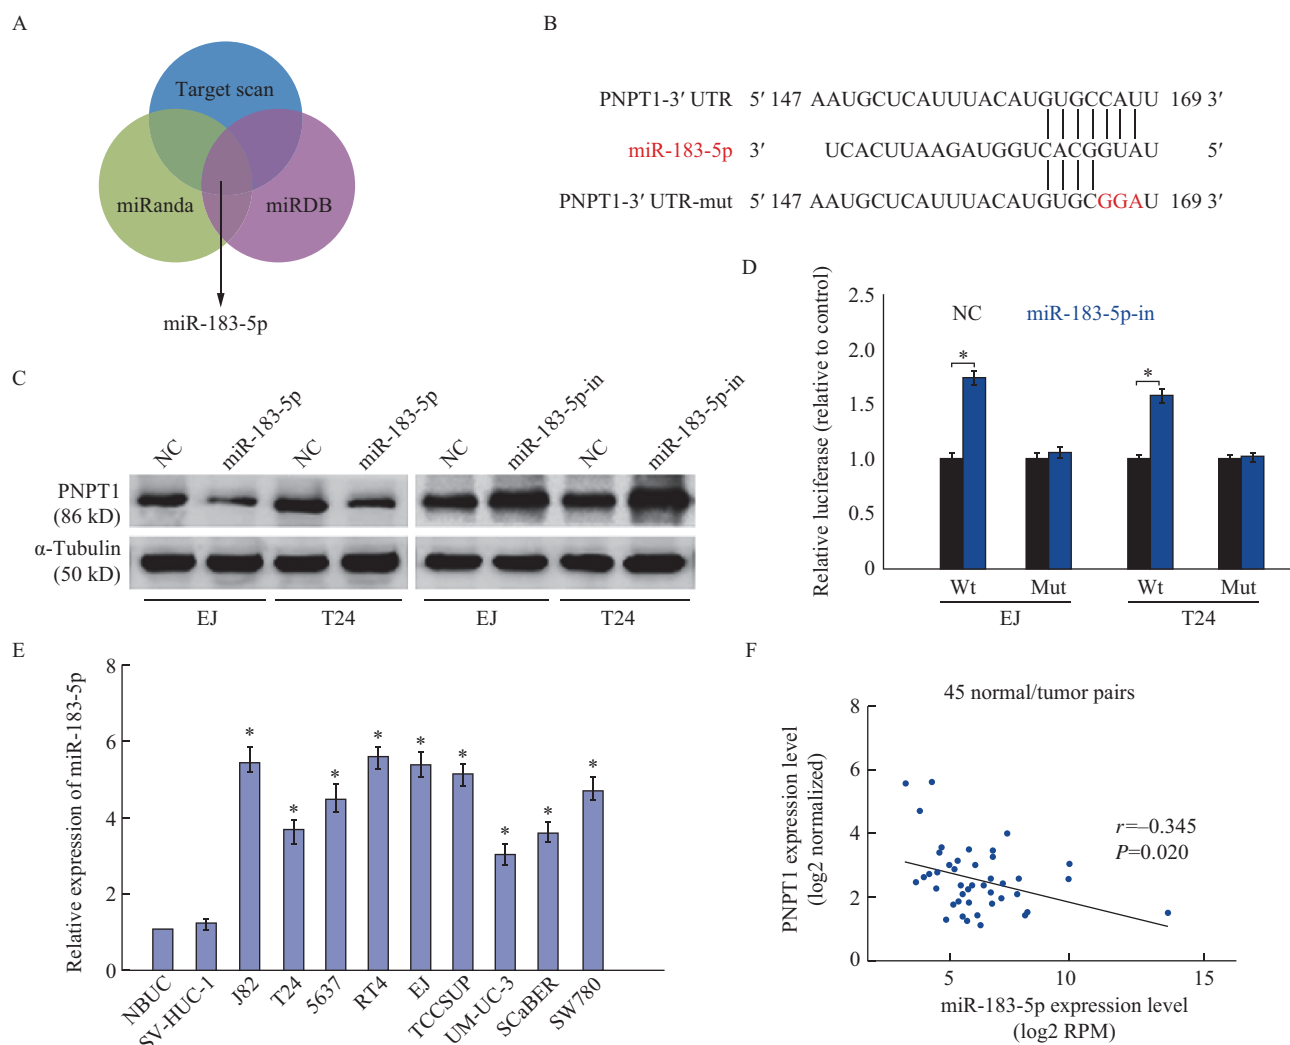 A
Target scan
miRanda
miRDB
miR-183-5p
B
PNPT1-3′ UTR 5′ 147 AAUGCUCAUUUACAUGUGCCAUU 169 3′
miR-183-5p 3′ UCACUUAAGAUGGUCACGGUAU 5′
PNPT1-3′ UTR-mut 5′ 147 AAUGCUCAUUUACAUGUGCGGAU 169 3′
C
NC
miR-183-5p
NC
miR-183-5p
NC
miR-183-5p-in
NC
miR-183-5p-in
PNPT1
(86 kD)
α-Tubulin
(50 kD)
EJ
T24
EJ
T24
D
Relative luciferase (relative to control)
2.5
2.0
1.5
1.0
0.5
0
NC
miR-183-5p-in
*
*
Wt
Mut
Wt
Mut
EJ
T24
E
Relative expression of miR-183-5p
8
6
4
2
0
*
*
*
*
*
*
*
*
*
NBUC
SV-HUC-1
J82
T24
5637
RT4
EJ
TCCSUP
UM-UC-3
SCaBER
SW780
F
45 normal/tumor pairs
PNPT1 expression level
(log2 normalized)
8
6
4
2
0
r=–0.345
P=0.020
5
10
15
miR-183-5p expression level
(log2 RPM)